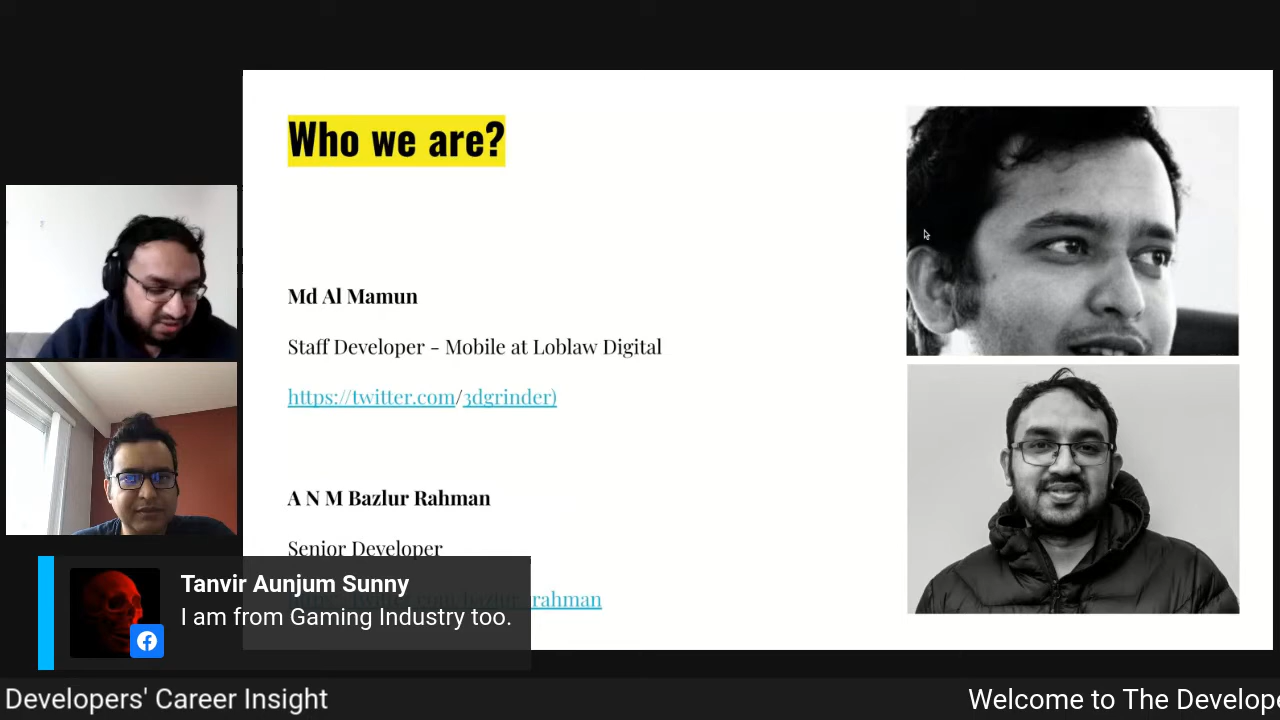 Who we are?
Md Al Mamun
Staff Developer - Mobile at Loblaw Digital
https://twitter.com/3dgrinder)
A N M Bazlur Rahman
Senior Developer
rahman
Tanvir Aunjum Sunny
I am from Gaming Industry too.
Developers' Career Insight
Welcome to The Develope